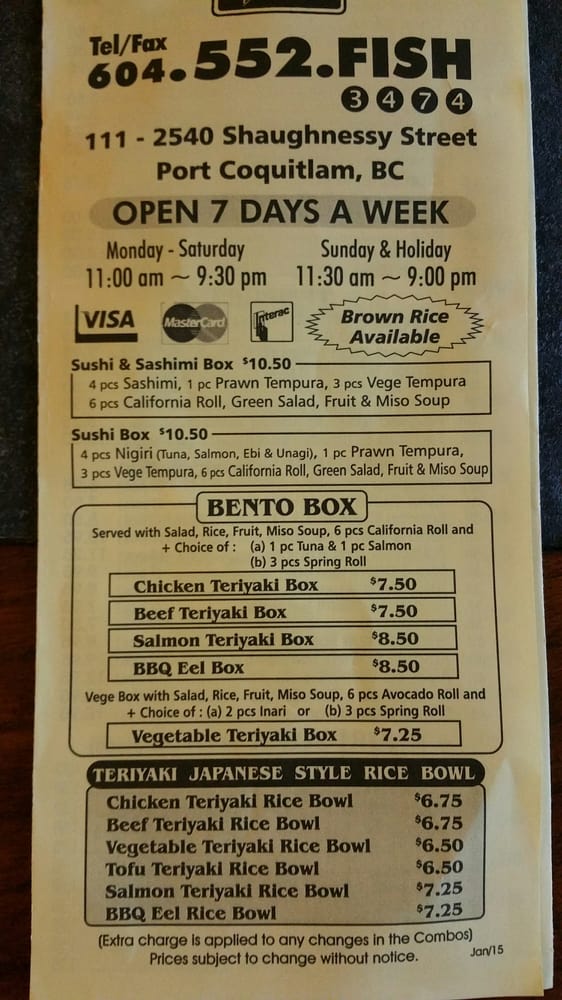 Tel/Fax
604.552.FISH
3 4 7 4
111 - 2540 Shaughnessy Street
Port Coquitlam, BC
OPEN 7 DAYS A WEEK
Monday - Saturday
11:00 am ~ 9:30 pm
Sunday & Holiday
11:30 am ~ 9:00 pm
VISA
MasterCard
Interac
Brown Rice
Available
Sushi & Sashimi Box $10.50
4 pcs Sashimi, 1 pc Prawn Tempura, 3 pcs Vege Tempura
6 pcs California Roll, Green Salad, Fruit & Miso Soup
Sushi Box $10.50
4 pcs Nigiri (Tuna, Salmon, Ebi & Unagi), 1 pc Prawn Tempura,
3 pcs Vege Tempura, 6 pcs California Roll, Green Salad, Fruit & Miso Soup
BENTO BOX
Served with Salad, Rice, Fruit, Miso Soup, 6 pcs California Roll and
+ Choice of : (a) 1 pc Tuna & 1 pc Salmon
(b) 3 pcs Spring Roll
Chicken Teriyaki Box $7.50
Beef Teriyaki Box $7.50
Salmon Teriyaki Box $8.50
BBQ Eel Box $8.50
Vege Box with Salad, Rice, Fruit, Miso Soup, 6 pcs Avocado Roll and
+ Choice of : (a) 2 pcs Inari or (b) 3 pcs Spring Roll
Vegetable Teriyaki Box $7.25
TERIYAKI JAPANESE STYLE RICE BOWL
Chicken Teriyaki Rice Bowl $6.75
Beef Teriyaki Rice Bowl $6.75
Vegetable Teriyaki Rice Bowl $6.50
Tofu Teriyaki Rice Bowl $6.50
Salmon Teriyaki Rice Bowl $7.25
BBQ Eel Rice Bowl $7.25
(Extra charge is applied to any changes in the Combos)
Prices subject to change without notice.
Jan/15